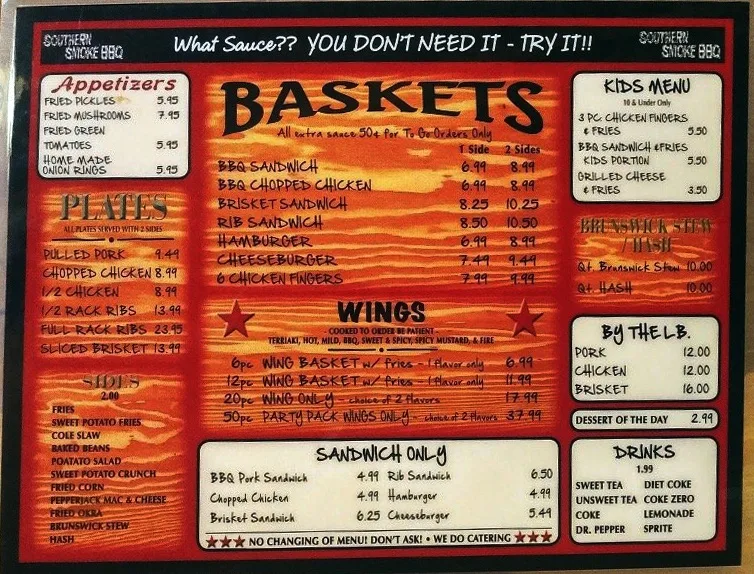 SOUTHERN
SMOKE BBQ
What Sauce?? YOU DON'T NEED IT - TRY IT!!
SOUTHERN
SMOKE BBQ
Appetizers
FRIED PICKLES 5.95
FRIED MUSHROOMS 7.95
FRIED GREEN
TOMATOES 5.95
HOME MADE
ONION RINGS 5.95
PLATES
ALL PLATES SERVED WITH 2 SIDES
PULLED PORK 9.49
CHOPPED CHICKEN 8.99
1/2 CHICKEN 8.99
1/2 RACK RIBS 13.99
FULL RACK RIBS 23.95
SLICED BRISKET 13.99
SIDES
2.00
FRIES
SWEET POTATO FRIES
COLE SLAW
BAKED BEANS
POATATO SALAD
SWEET POTATO CRUNCH
FRIED CORN
PEPPERJACK MAC & CHEESE
FRIED OKRA
BRUNSWICK STEW
HASH
BASKETS
All extra sauce 50¢ for To Go Orders Only
1 Side 2 Sides
BBQ SANDWICH 6.99 8.99
BBQ CHOPPED CHICKEN 6.99 8.99
BRISKET SANDWICH 8.25 10.25
RIB SANDWICH 8.50 10.50
HAMBURGER 6.99 8.99
CHEESEBURGER 7.49 9.49
6 CHICKEN FINGERS 7.99 9.99
WINGS
- COOKED TO ORDER BE PATIENT -
TERRIAKI, HOT, MILD, BBQ, SWEET & SPICY, SPICY MUSTARD, & FIRE
6pc WING BASKET w/ fries - 1 flavor only 6.99
12pc WING BASKET w/ fries - 1 flavor only 11.99
20pc WING ONLY - choice of 2 flavors 17.99
50pc PARTY PACK WINGS ONLY - choice of 2 flavors 37.99
SANDWICH ONLY
BBQ Pork Sandwich 4.99 Rib Sandwich 6.50
Chopped Chicken 4.99 Hamburger 4.99
Brisket Sandwich 6.25 Cheeseburger 5.49
★★★ NO CHANGING OF MENU! DON'T ASK! • WE DO CATERING ★★★
KIDS MENU
10 & Under Only
3 PC CHICKEN FINGERS
& FRIES 5.50
BBQ SANDWICH & FRIES
KIDS PORTION 5.50
GRILLED CHEESE
& FRIES 3.50
BRUNSWICK STEW
/ HASH
Qt. Brunswick Stew 10.00
Qt. HASH 10.00
BY THE LB.
PORK 12.00
CHICKEN 12.00
BRISKET 16.00
DESSERT OF THE DAY 2.99
DRINKS
1.99
SWEET TEA DIET COKE
UNSWEET TEA COKE ZERO
COKE LEMONADE
DR. PEPPER SPRITE